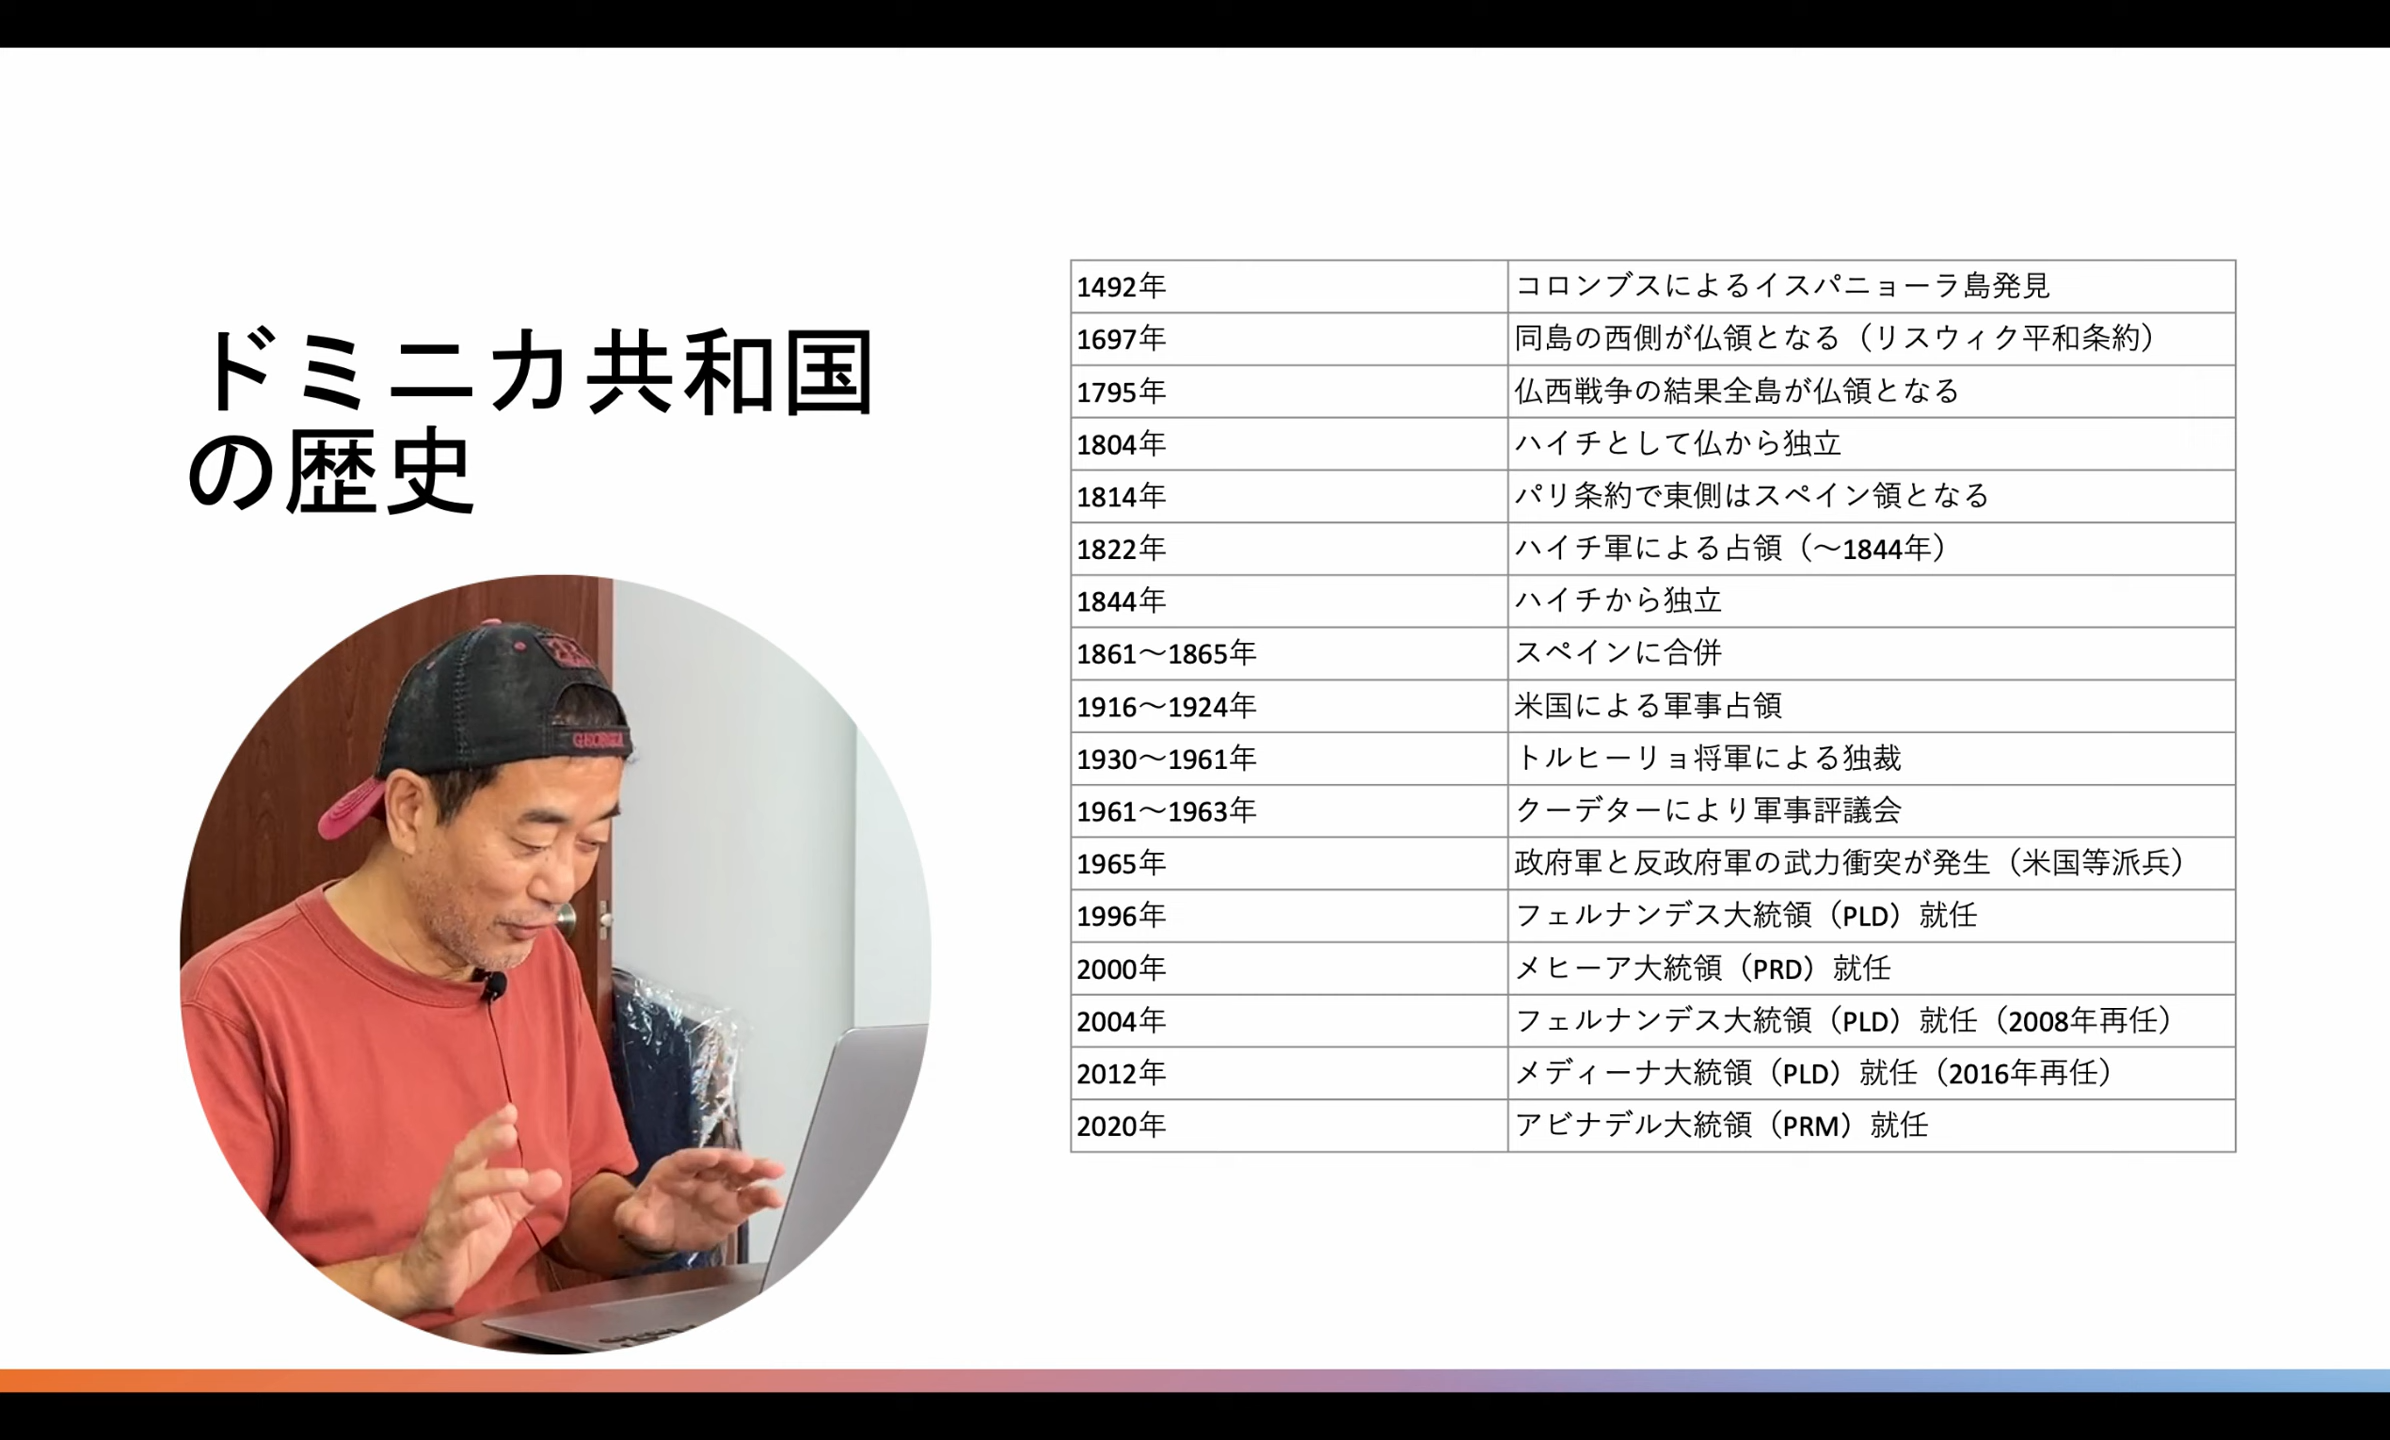 ドミニカ共和国
の歴史
1492年 コロンブスによるイスパニョーラ島発見
1697年 同島の西側が仏領となる（リスウィク平和条約）
1795年 仏西戦争の結果全島が仏領となる
1804年 ハイチとして仏から独立
1814年 パリ条約で東側はスペイン領となる
1822年 ハイチ軍による占領（～1844年）
1844年 ハイチから独立
1861～1865年 スペインに合併
1916～1924年 米国による軍事占領
1930～1961年 トルヒーリョ将軍による独裁
1961～1963年 クーデターにより軍事評議会
1965年 政府軍と反政府軍の武力衝突が発生（米国等派兵）
1996年 フェルナンデス大統領（PLD）就任
2000年 メヒーア大統領（PRD）就任
2004年 フェルナンデス大統領（PLD）就任（2008年再任）
2012年 メディーナ大統領（PLD）就任（2016年再任）
2020年 アビナデル大統領（PRM）就任